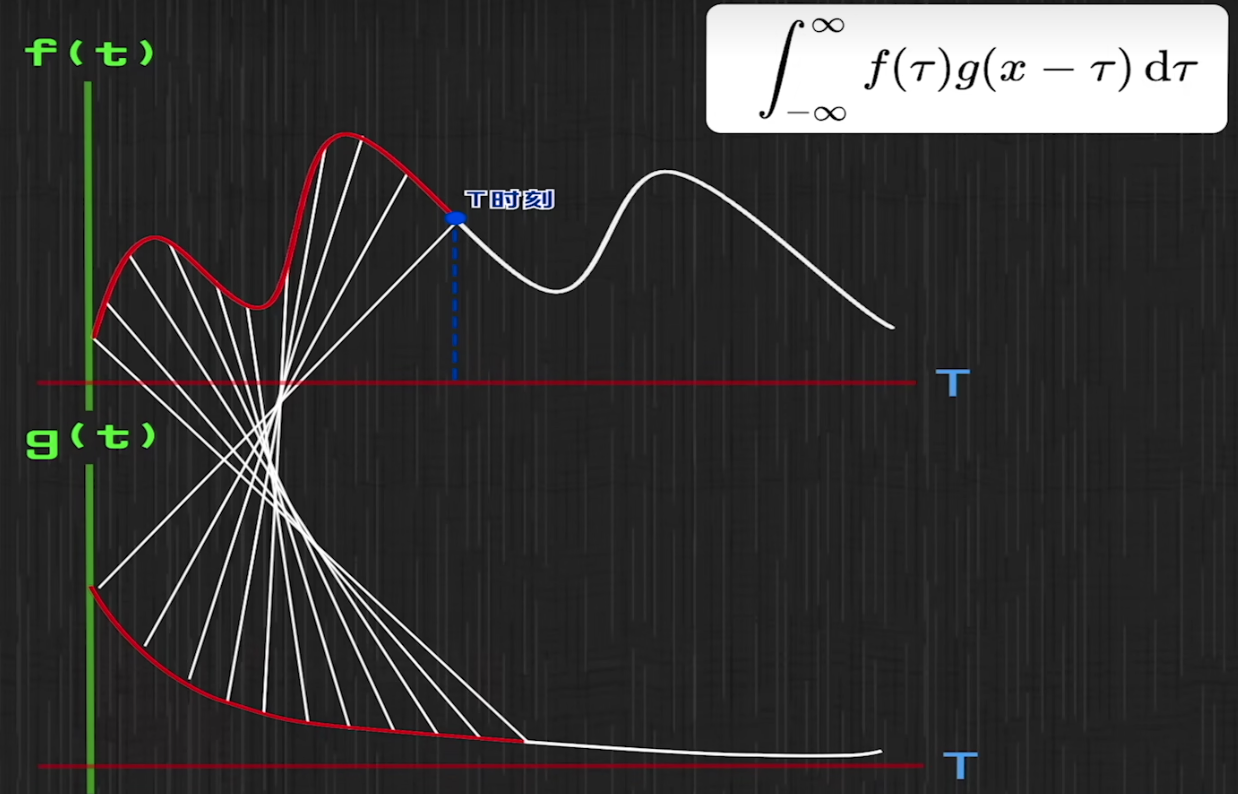 f(t)
∫_{-∞}^{∞} f(τ)g(x − τ) dτ
T时刻
T
g(t)
T